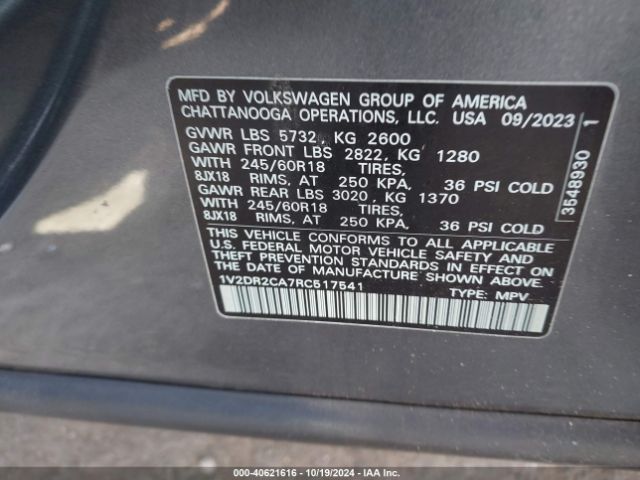 MFD BY VOLKSWAGEN GROUP OF AMERICA
CHATTANOOGA OPERATIONS, LLC. USA 09/2023
GVWR LBS 5732, KG 2600
GAWR FRONT LBS 2822, KG 1280
WITH 245/60R18 TIRES,
8JX18 RIMS, AT 250 KPA, 36 PSI COLD
GAWR REAR LBS 3020, KG 1370
WITH 245/60R18 TIRES,
8JX18 RIMS, AT 250 KPA, 36 PSI COLD
THIS VEHICLE CONFORMS TO ALL APPLICABLE
U.S. FEDERAL MOTOR VEHICLE SAFETY AND
THEFT PREVENTION STANDARDS IN EFFECT ON
THE DATE OF MANUFACTURE SHOWN ABOVE.
1V2DR2CA7RC517541 TYPE: MPV
3548930 1
000-40621616 - 10/19/2024 - IAA Inc.